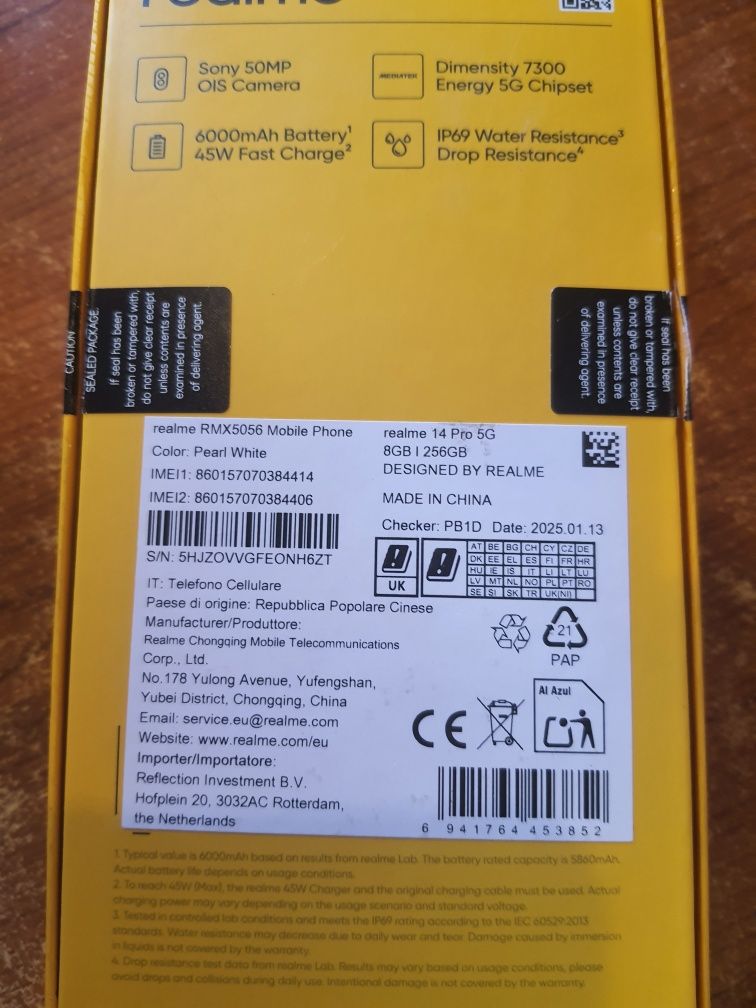 realme
Sony 50MP
OIS Camera
MEDIATEK
Dimensity 7300
Energy 5G Chipset
6000mAh Battery¹
45W Fast Charge²
IP69 Water Resistance³
Drop Resistance⁴
CAUTION
SEALED PACKAGE.
If seal has been
broken or tampered with,
do not give clear receipt
unless contents are
examined in presence
of delivering agent.
If seal has been
broken or tampered with,
do not give clear receipt
unless contents are
examined in presence
of delivering agent.
realme RMX5056 Mobile Phone
Color: Pearl White
IMEI1: 860157070384414
IMEI2: 860157070384406
S/N: 5HJZOVVGFEONH6ZT
realme 14 Pro 5G
8GB I 256GB
DESIGNED BY REALME
MADE IN CHINA
Checker: PB1D Date: 2025.01.13
UK
AT BE BG CH CY CZ DE
DK EE EL ES FI FR HR
HU IE IS IT LI LT LU
LV MT NL NO PL PT RO
SE SI SK TR UK(NI)
IT: Telefono Cellulare
Paese di origine: Repubblica Popolare Cinese
Manufacturer/Produttore:
Realme Chongqing Mobile Telecommunications
Corp., Ltd.
No.178 Yulong Avenue, Yufengshan,
Yubei District, Chongqing, China
Email: service.eu@realme.com
Website: www.realme.com/eu
Importer/Importatore:
Reflection Investment B.V.
Hofplein 20, 3032AC Rotterdam,
the Netherlands
21
PAP
CE
Al Azul
6 941764 453852
1. Typical value is 6000mAh based on results from realme Lab. The battery rated capacity is 5860mAh.
Actual battery life depends on usage conditions.
2. To reach 45W (Max), the realme 45W Charger and the original charging cable must be used. Actual
charging power may vary depending on the usage scenario and standard voltage.
3. Tested in controlled lab conditions and meets the IP69 rating according to the IEC 60529:2013
standards. Water resistance may decrease due to daily wear and tear. Damage caused by immersion
in liquids is not covered by the warranty.
4. Drop resistance test data from realme Lab. Results may vary based on usage conditions, please
avoid drops and collisions during daily use. Intentional damage is not covered by the warranty.